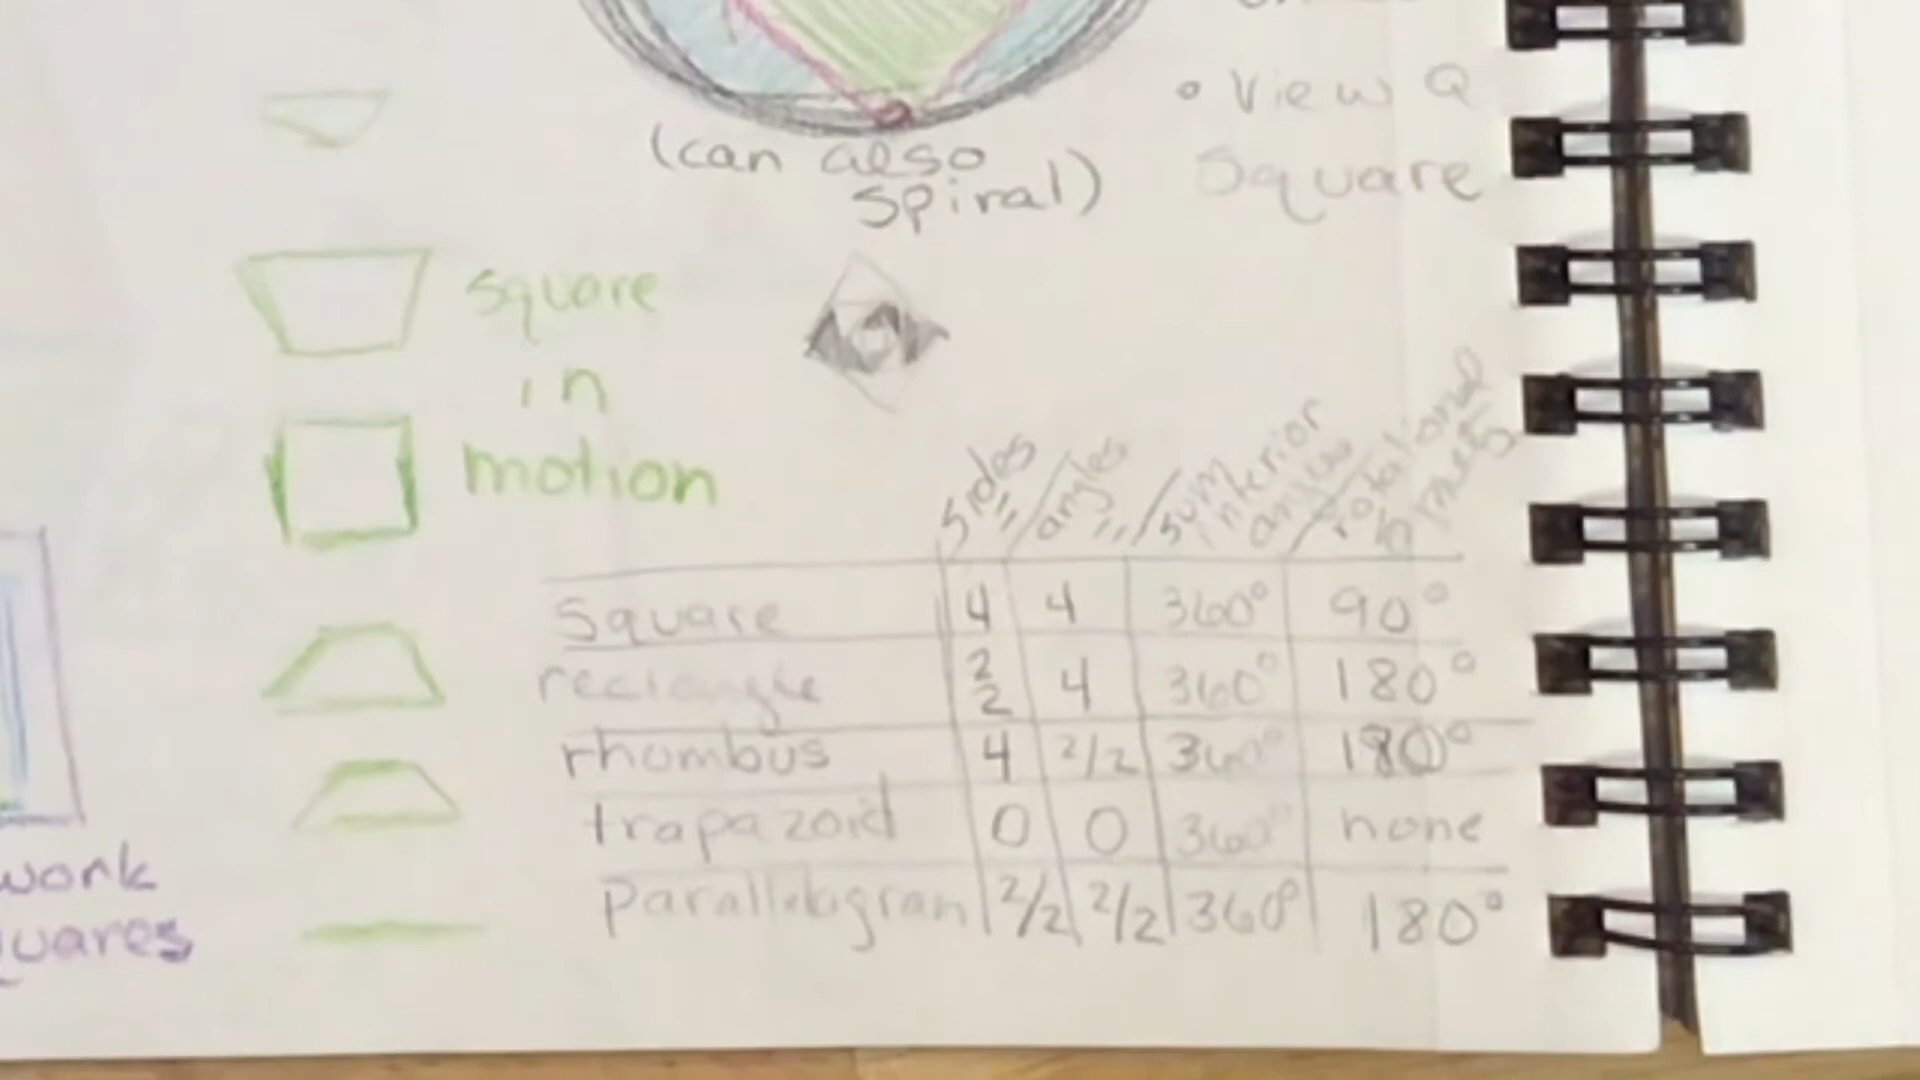 • View Q
Square
(can also
spiral)
square
in
motion
sides
angles
sum
interior
angles
rotational
Square 4 4 360° 90°
rectangle 2 2 4 360° 180°
rhombus 4 2/2 360° 180°
trapazoid 0 0 360° none
parallelogram 2/2 2/2 360° 180°
work
quares